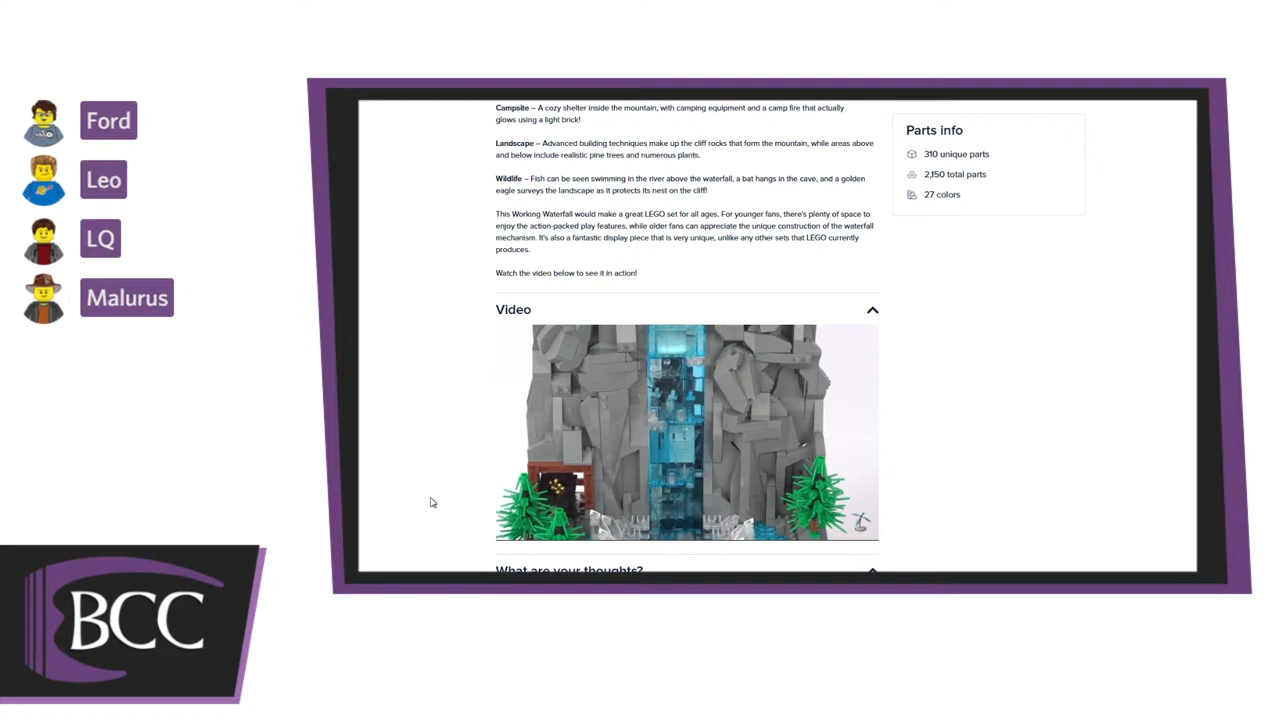 Ford
Leo
LQ
Malurus
BCC
Campsite – A cozy shelter inside the mountain, with camping equipment and a camp fire that actually
glows using a light brick!
Landscape – Advanced building techniques make up the cliff rocks that form the mountain, while areas above
and below include realistic pine trees and numerous plants.
Wildlife – Fish can be seen swimming in the river above the waterfall, a bat hangs in the cave, and a golden
eagle surveys the landscape as it protects its nest on the cliff!
This Working Waterfall would make a great LEGO set for all ages. For younger fans, there's plenty of space to
enjoy the action-packed play features, while older fans can appreciate the unique construction of the waterfall
mechanism. It's also a fantastic display piece that is very unique, unlike any other sets that LEGO currently
produces.
Watch the video below to see it in action!
Video
What are your thoughts?
Parts info
310 unique parts
2,150 total parts
27 colors